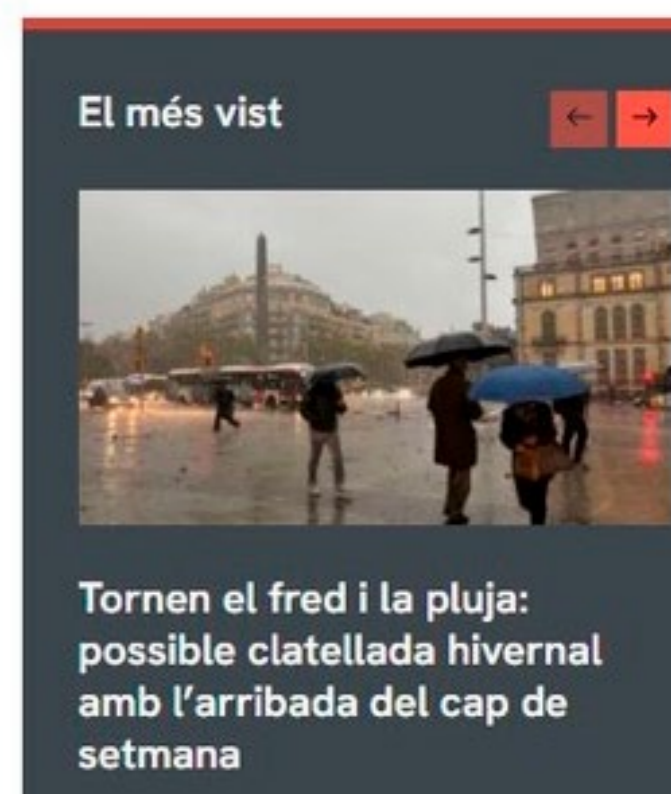 El més vist
← →
Tornen el fred i la pluja:
possible clatellada hivernal
amb l’arribada del cap de
setmana